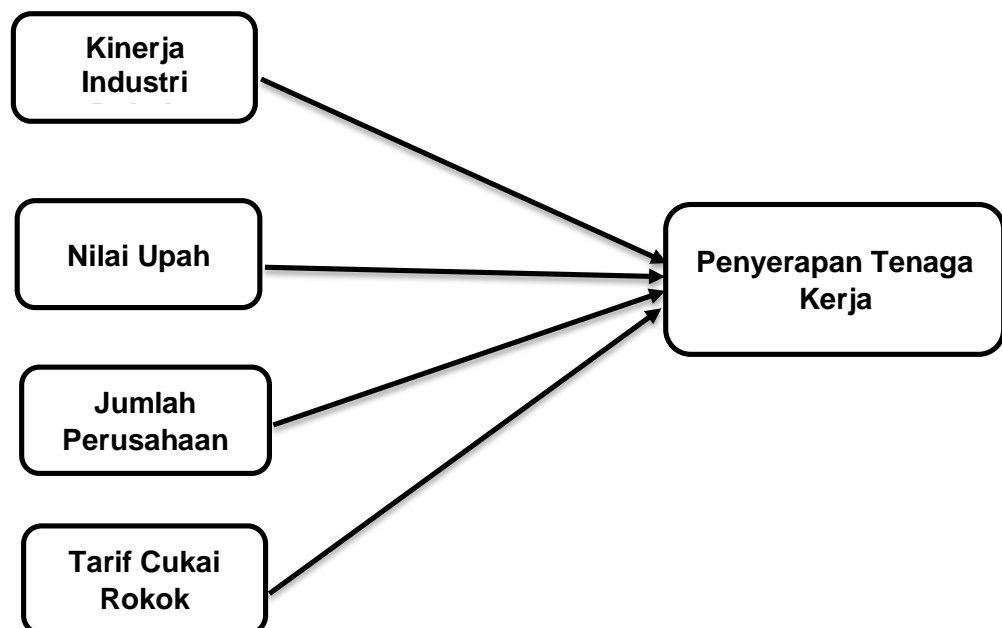 Kinerja
Industri
Nilai Upah
Jumlah
Perusahaan
Tarif Cukai
Rokok
Penyerapan Tenaga
Kerja